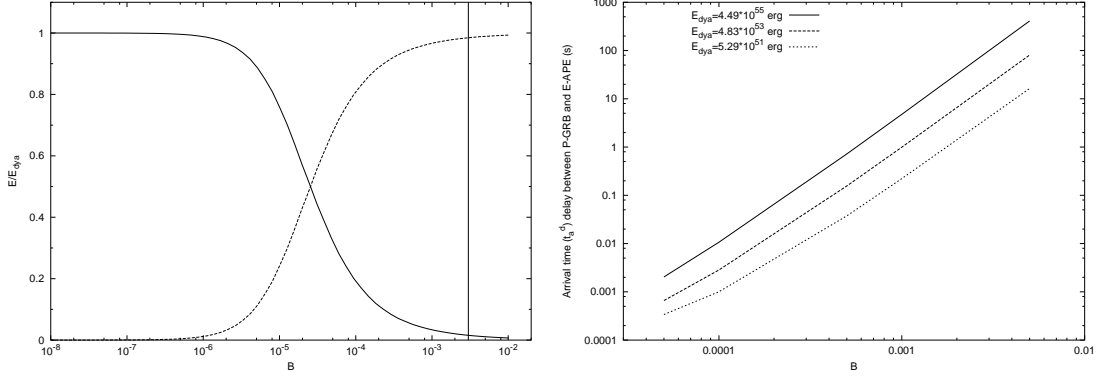 1
0.8
0.6
0.4
0.2
0
E/E_dya
10^-8 10^-7 10^-6 10^-5 10^-4 10^-3 10^-2
B
E_dya=4.49*10^55 erg
E_dya=4.83*10^53 erg
E_dya=5.29*10^51 erg
1000
100
10
1
0.1
0.01
0.001
0.0001
Arrival time (t_a^d) delay between P-GRB and E-APE (s)
0.0001 0.001 0.01
B